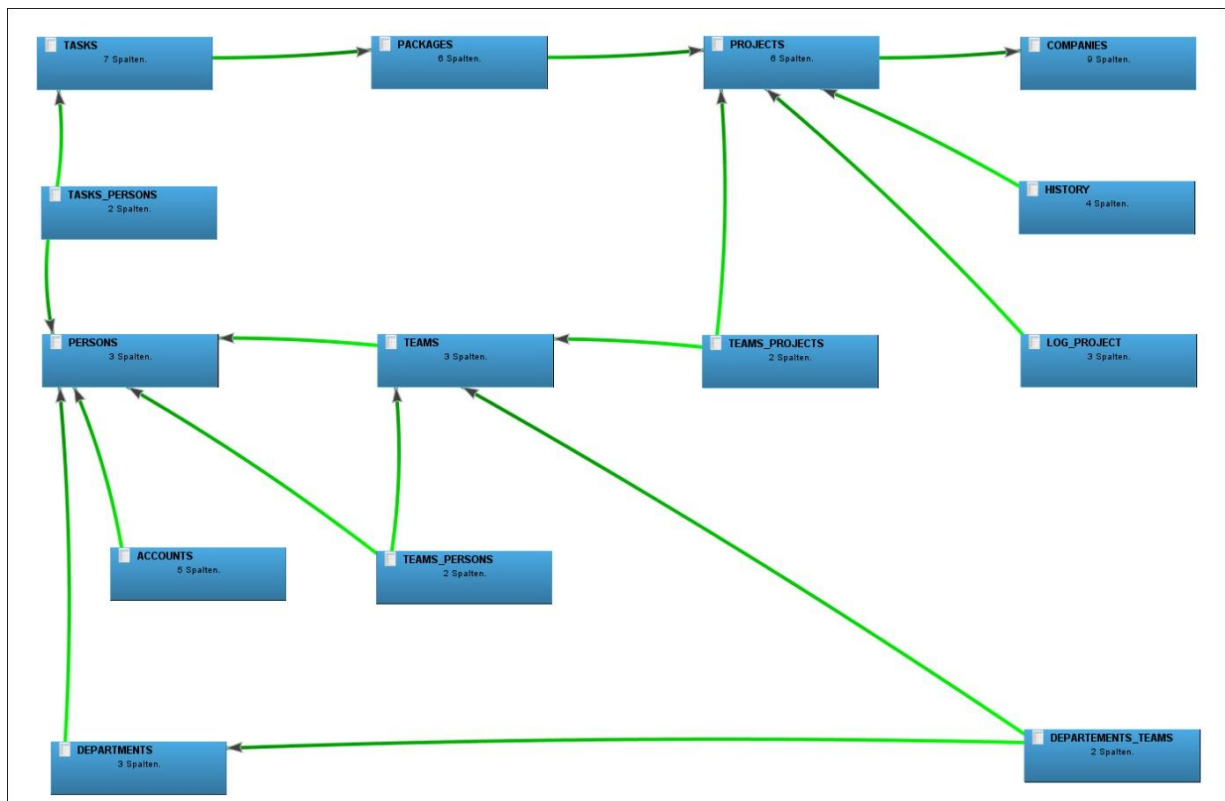 TASKS
7 Spalten.
PACKAGES
6 Spalten.
PROJECTS
6 Spalten.
COMPANIES
9 Spalten.
TASKS_PERSONS
2 Spalten.
HISTORY
4 Spalten.
PERSONS
3 Spalten.
TEAMS
3 Spalten.
TEAMS_PROJECTS
2 Spalten.
LOG_PROJECT
3 Spalten.
ACCOUNTS
5 Spalten.
TEAMS_PERSONS
2 Spalten.
DEPARTMENTS
3 Spalten.
DEPARTEMENTS_TEAMS
2 Spalten.